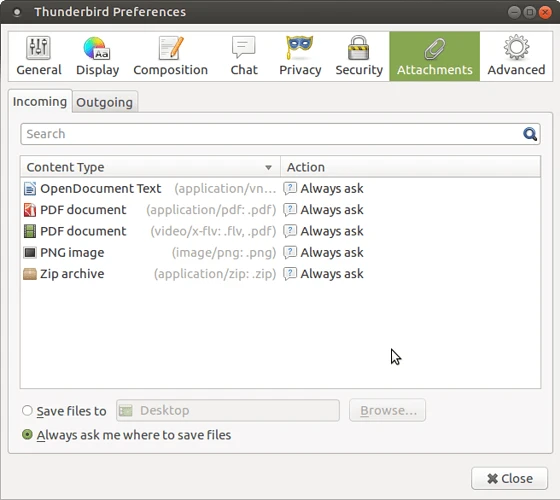 Thunderbird Preferences
General Display Composition Chat Privacy Security Attachments Advanced
Incoming Outgoing
Search
Content Type Action
OpenDocument Text (application/vn... Always ask
PDF document (application/pdf: .pdf) Always ask
PDF document (video/x-flv: .flv, .pdf) Always ask
PNG image (image/png: .png) Always ask
Zip archive (application/zip: .zip) Always ask
Save files to Desktop Browse...
Always ask me where to save files
Close